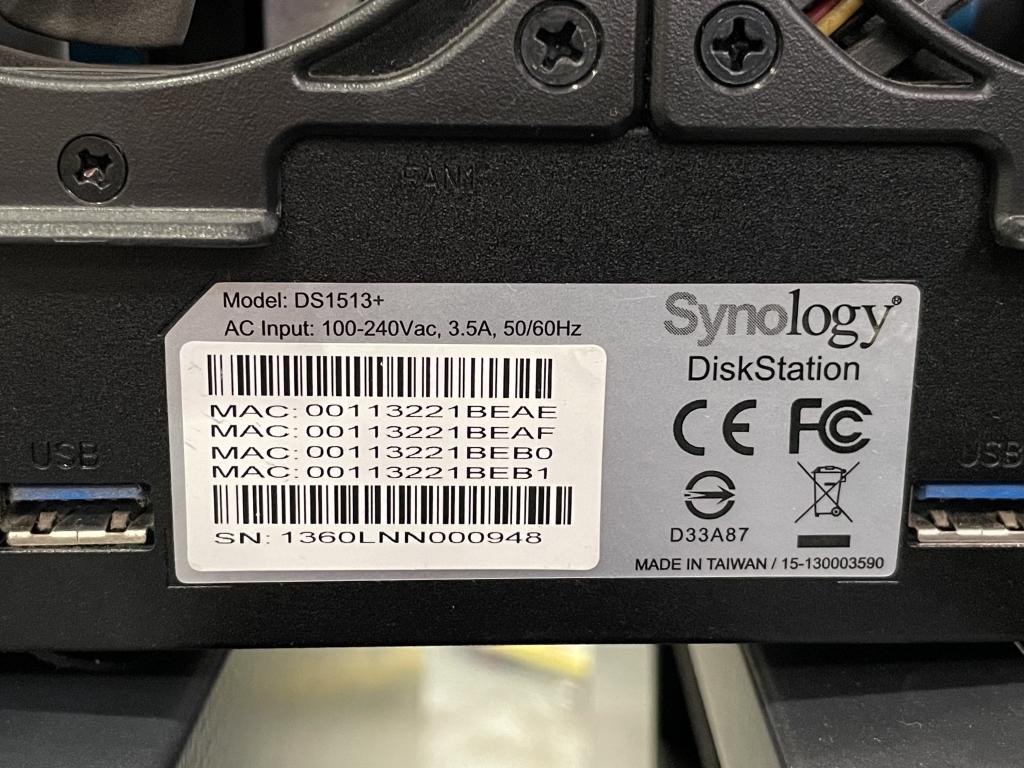 FAN1
Model: DS1513+
AC Input: 100-240Vac, 3.5A, 50/60Hz
MAC: 00113221BEAE
MAC: 00113221BEAF
MAC: 00113221BEB0
MAC: 00113221BEB1
SN: 1360LNN000948
Synology®
DiskStation
CE FC
D33A87
MADE IN TAIWAN / 15-130003590
USB
USB